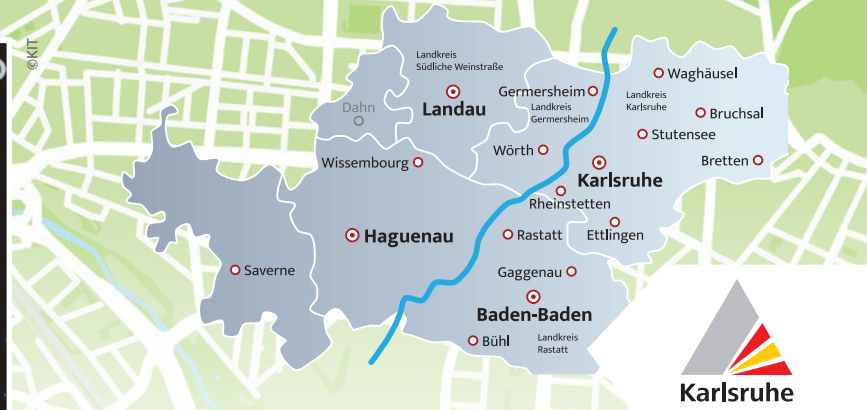 ©KIT
Landkreis
Südliche Weinstraße
Dahn
Landau
Germersheim
Landkreis
Germersheim
Waghäusel
Landkreis
Karlsruhe
Bruchsal
Stutensee
Bretten
Wörth
Wissembourg
Karlsruhe
Rheinstetten
Haguenau
Rastatt
Ettlingen
Saverne
Gaggenau
Baden-Baden
Bühl
Landkreis
Rastatt
Karlsruhe